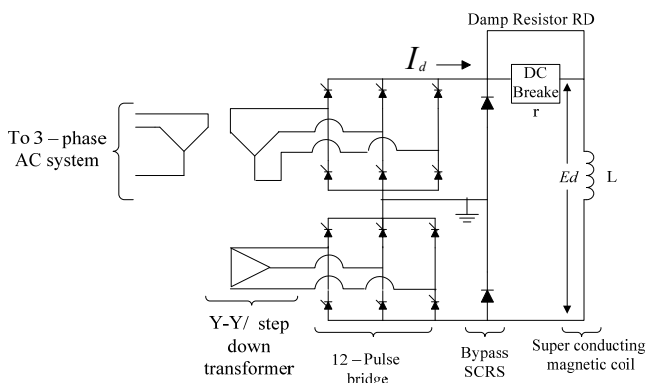 Damp Resistor RD
I_d
DC
Breake
r
To 3 – phase
AC system
Ed
L
Y-Y/ step
down
transformer
12 – Pulse
bridge
Bypass
SCRS
Super conducting
magnetic coil